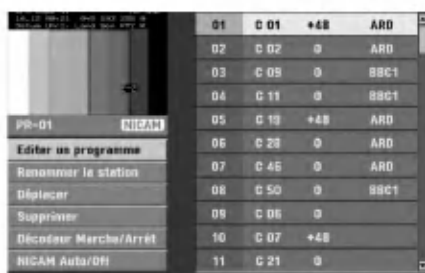 PR-01 NICAM
Editer un programme
Renommer la station
Déplacer
Supprimer
Décodeur Marche/Arrêt
NICAM Auto/Off
01 C 01 +48 ARD
02 C 02 0 ARD
03 C 09 0 BBC1
04 C 11 0 BBC1
05 C +48 ARD
06 C 28 0 ARD
07 C 46 0 ARD
08 C 50 0 BBC1
09 C 06 0
10 C 07 +48
11 C 21 0